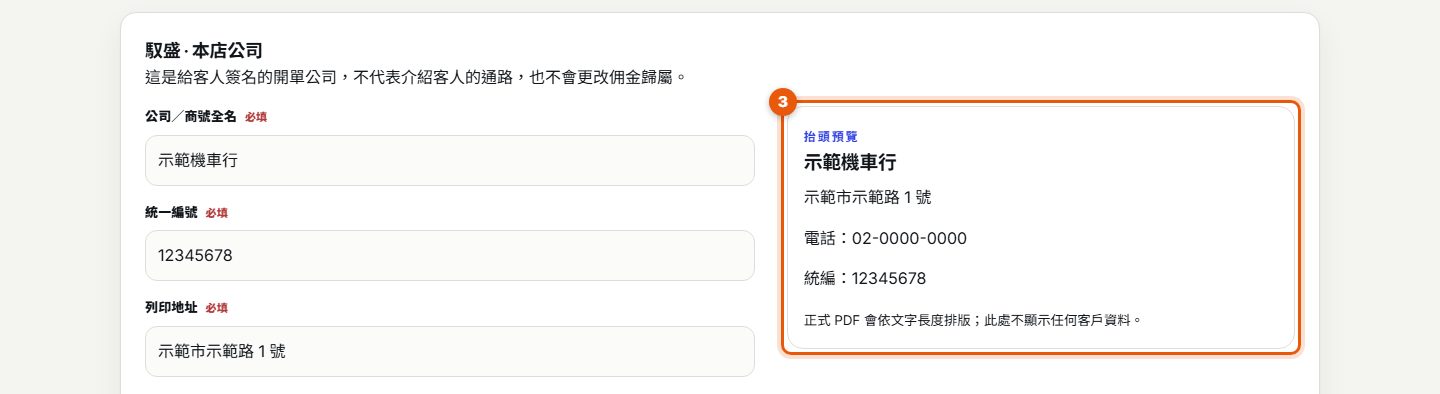 馭盛 · 本店公司
這是給客人簽名的開單公司，不代表介紹客人的通路，也不會更改佣金歸屬。
公司／商號全名 必填
示範機車行
統一編號 必填
12345678
列印地址 必填
示範市示範路 1 號
3
抬頭預覽
示範機車行
示範市示範路 1 號
電話：02-0000-0000
統編：12345678
正式 PDF 會依文字長度排版；此處不顯示任何客戶資料。